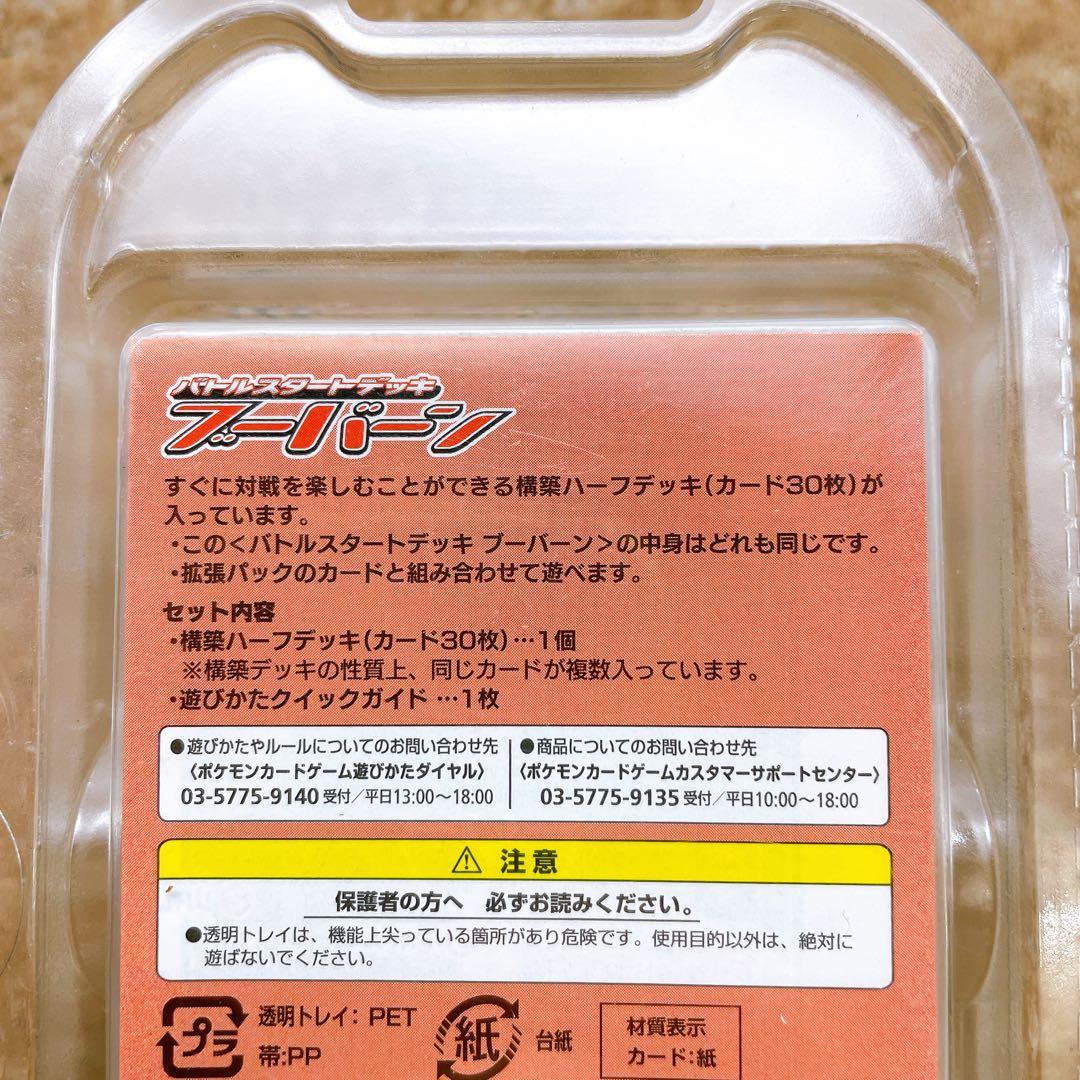 バトルスタートデッキ
ブーバーン
すぐに対戦を楽しむことができる構築ハーフデッキ(カード30枚)が
入っています。
・この<バトルスタートデッキ ブーバーン>の中身はどれも同じです。
・拡張パックのカードと組み合わせて遊べます。
セット内容
・構築ハーフデッキ(カード30枚)…1個
※構築デッキの性質上、同じカードが複数入っています。
・遊びかたクイックガイド …1枚
●遊びかたやルールについてのお問い合わせ先
〈ポケモンカードゲーム遊びかたダイヤル〉
03-5775-9140 受付/平日13:00～18:00
●商品についてのお問い合わせ先
〈ポケモンカードゲームカスタマーサポートセンター〉
03-5775-9135 受付/平日10:00～18:00
⚠ 注意
保護者の方へ 必ずお読みください。
●透明トレイは、機能上尖っている箇所があり危険です。使用目的以外は、絶対に
遊ばないでください。
プラ
透明トレイ: PET
帯:PP
紙
台紙
材質表示
カード:紙